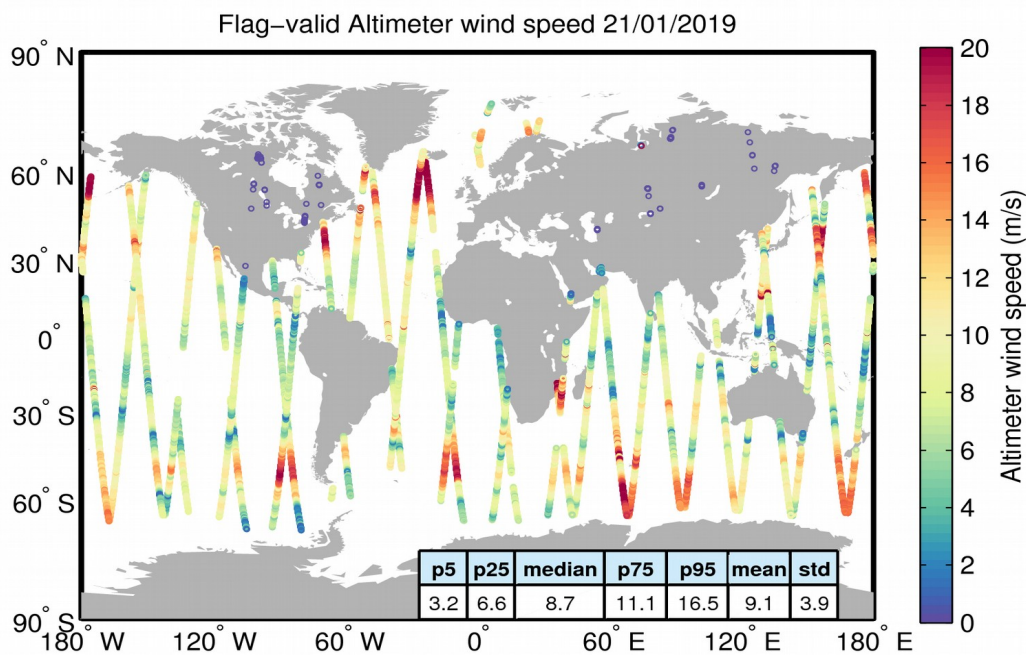 Flag−valid Altimeter wind speed 21/01/2019
90° N
60° N
30° N
0°
30° S
60° S
90° S
180° W
120° W
60° W
0°
60° E
120° E
180° E
p5 p25 median p75 p95 mean std
3.2 6.6 8.7 11.1 16.5 9.1 3.9
20
18
16
14
12
10
8
6
4
2
0
Altimeter wind speed (m/s)